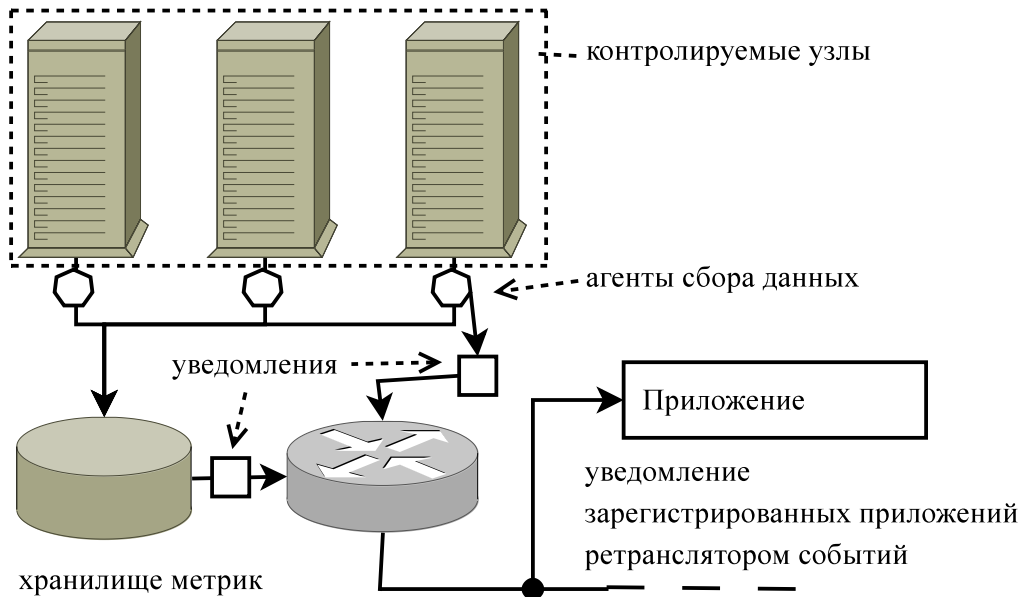 контролируемые узлы
агенты сбора данных
уведомления
Приложение
уведомление
зарегистрированных приложений
ретранслятором событий
хранилище метрик